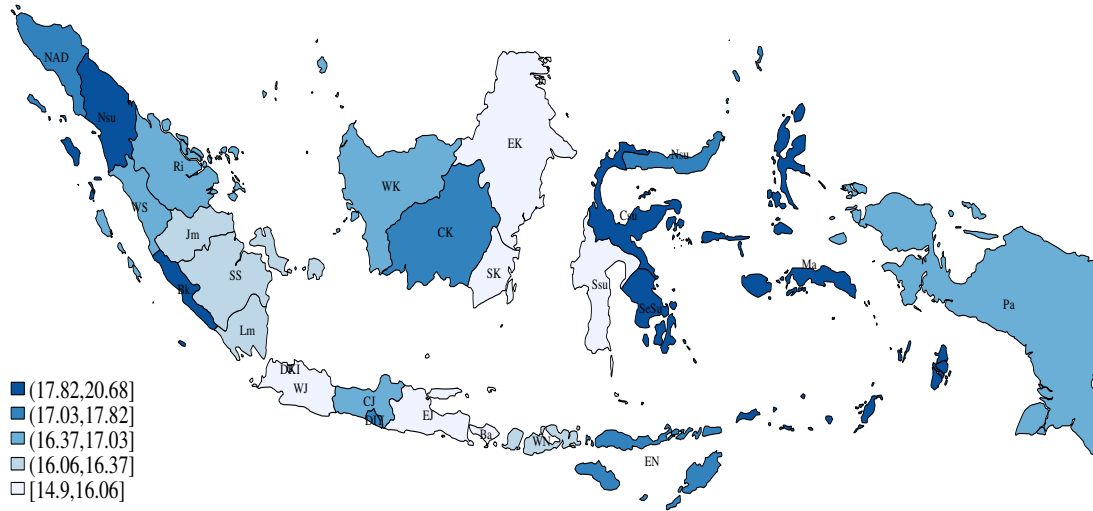 NAD
Nsu
Ri
WS
Jm
Bk
SS
Lm
DKI
WJ
CJ
DIY
EJ
Ba
WN
EN
WK
CK
EK
SK
Nsu
Csu
Ssu
SeSu
Ma
Pa
(17.82,20.68]
(17.03,17.82]
(16.37,17.03]
(16.06,16.37]
[14.9,16.06]